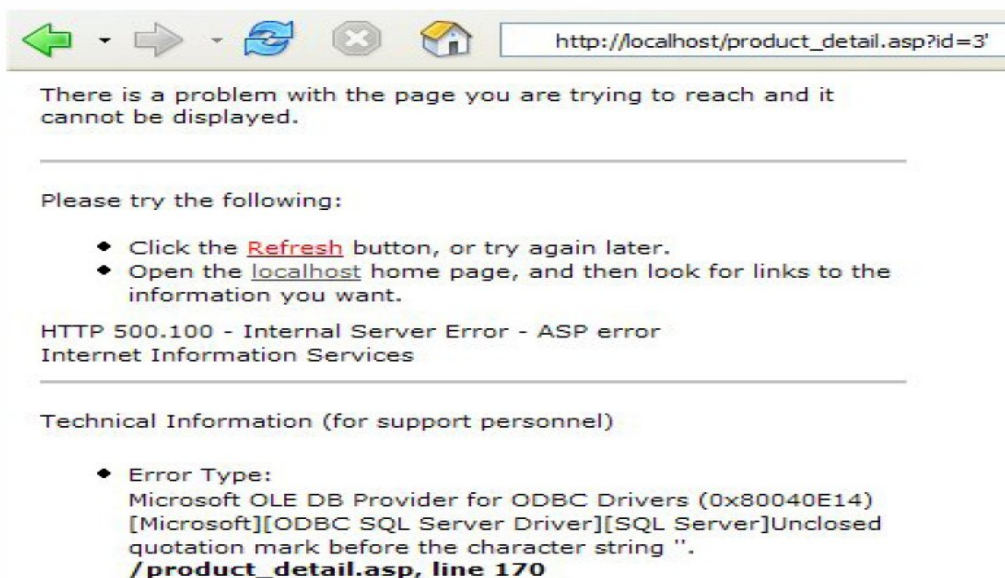 http://localhost/product_detail.asp?id=3'
There is a problem with the page you are trying to reach and it
cannot be displayed.
Please try the following:
Click the Refresh button, or try again later.
Open the localhost home page, and then look for links to the
information you want.
HTTP 500.100 - Internal Server Error - ASP error
Internet Information Services
Technical Information (for support personnel)
Error Type:
Microsoft OLE DB Provider for ODBC Drivers (0x80040E14)
[Microsoft][ODBC SQL Server Driver][SQL Server]Unclosed
quotation mark before the character string ''.
/product_detail.asp, line 170